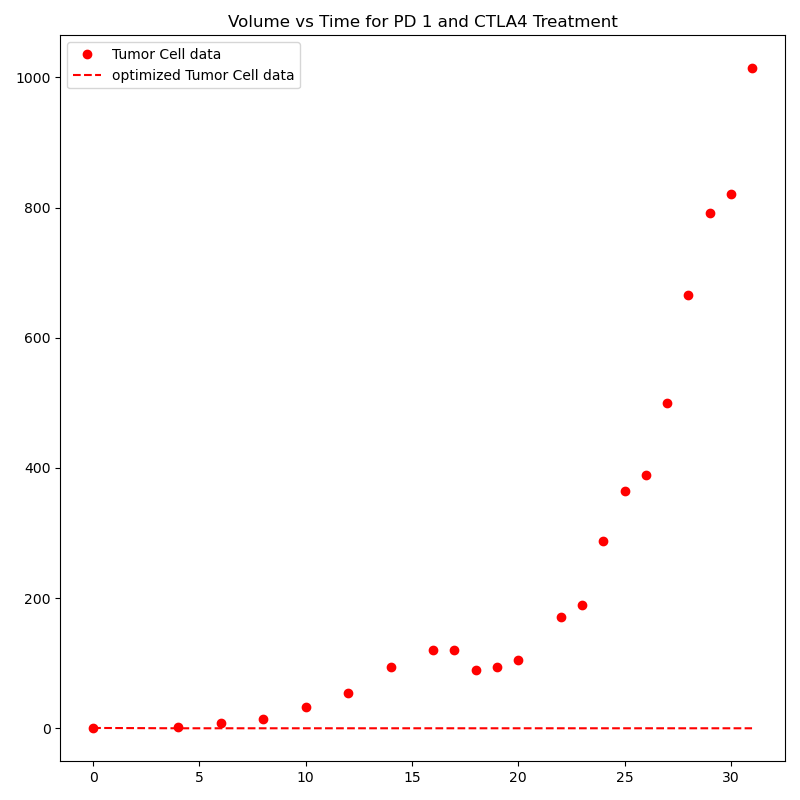 Volume vs Time for PD 1 and CTLA4 Treatment
Tumor Cell data
optimized Tumor Cell data
1000
800
600
400
200
0
0 5 10 15 20 25 30